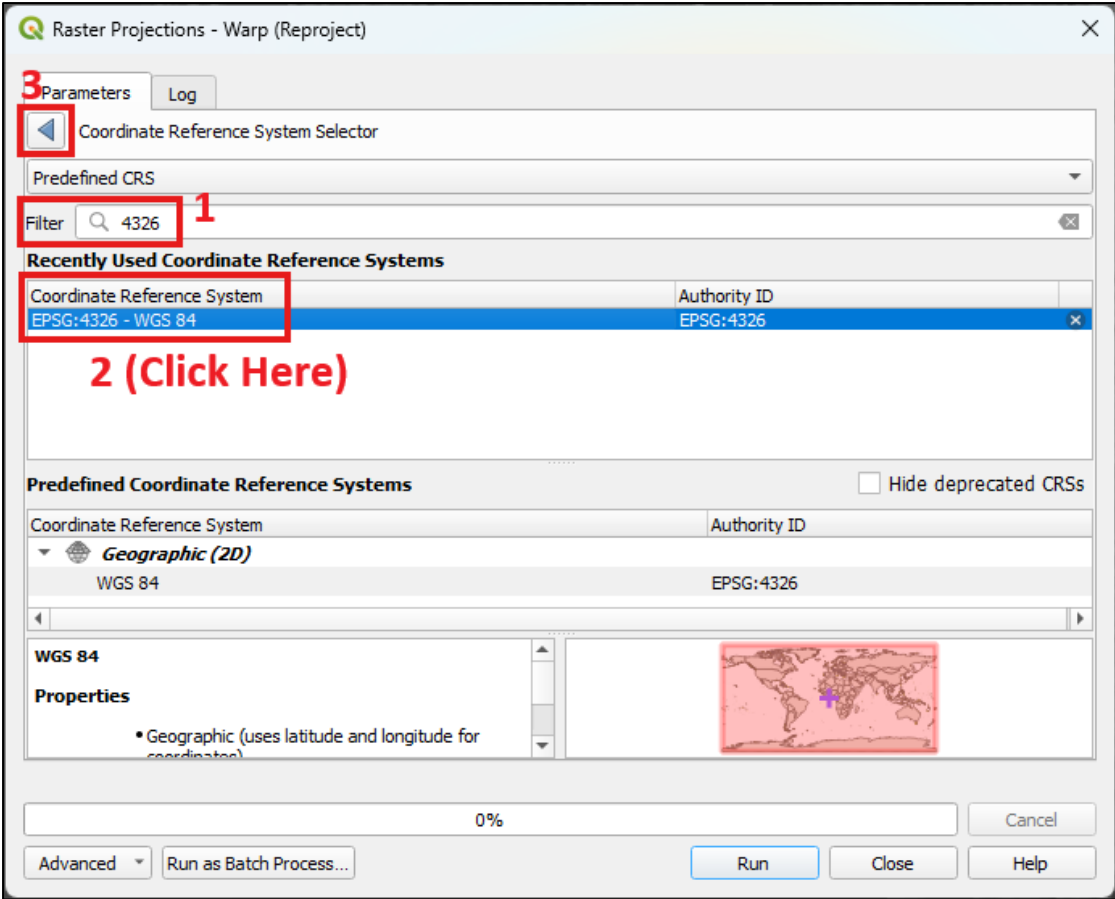 Raster Projections - Warp (Reproject)
3
Parameters Log
Coordinate Reference System Selector
Predefined CRS
Filter 4326 1
Recently Used Coordinate Reference Systems
Coordinate Reference System Authority ID
EPSG:4326 - WGS 84 EPSG:4326
2 (Click Here)
Predefined Coordinate Reference Systems Hide deprecated CRSs
Coordinate Reference System Authority ID
Geographic (2D)
WGS 84 EPSG:4326
WGS 84
Properties
• Geographic (uses latitude and longitude for
coordinates)
0% Cancel
Advanced Run as Batch Process... Run Close Help